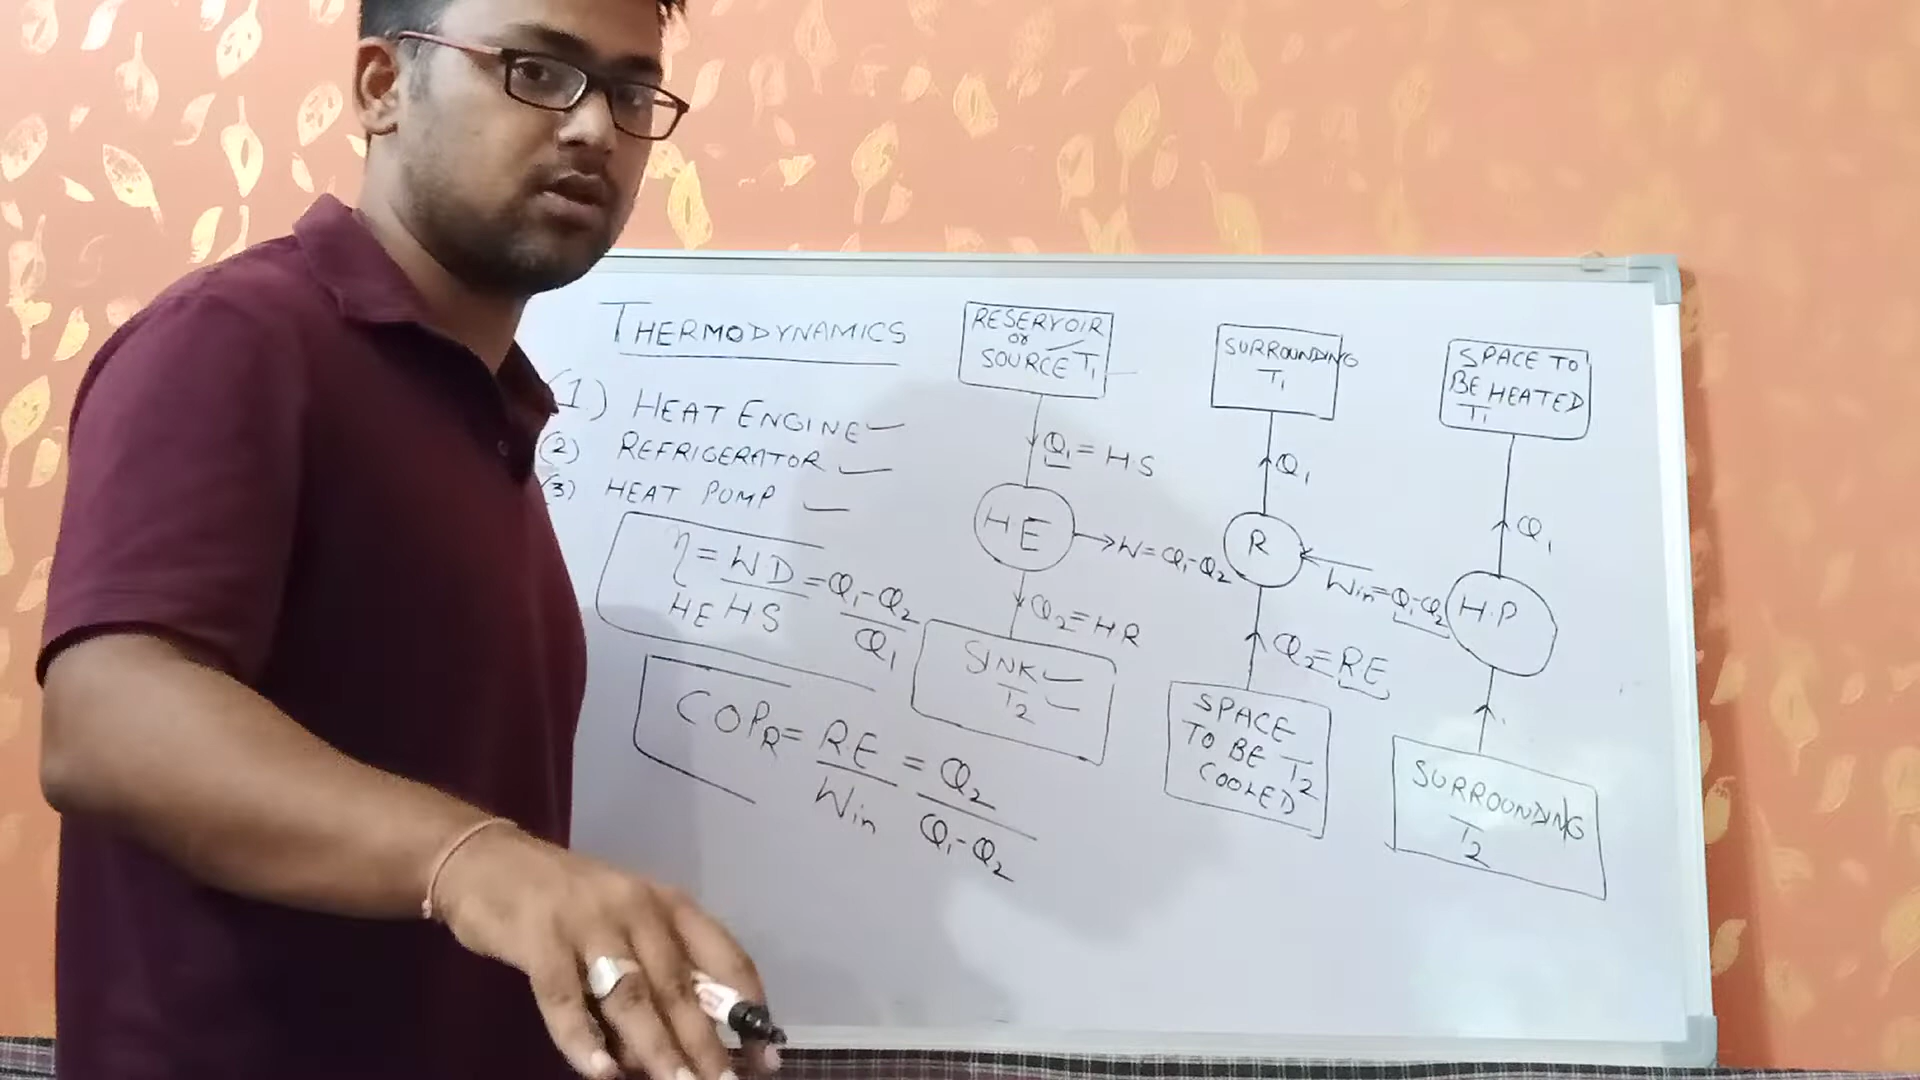 THERMODYNAMICS
(1) HEAT ENGINE
(2) REFRIGERATOR
(3) HEAT PUMP
η = WD = Q1-Q2
HE HS Q1
COPR = R.E = Q2
Win Q1-Q2
RESERVOIR
or
SOURCE T1
Q1 = HS
HE
W = Q1-Q2
Q2 = HR
SINK
T2
SURROUNDING
T1
Q1
R
Win = Q1-Q2
Q2 = R.E
SPACE
TO BE T2
COOLED
SPACE TO
BE HEATED
T1
Q1
H.P
SURROUNDING
T2